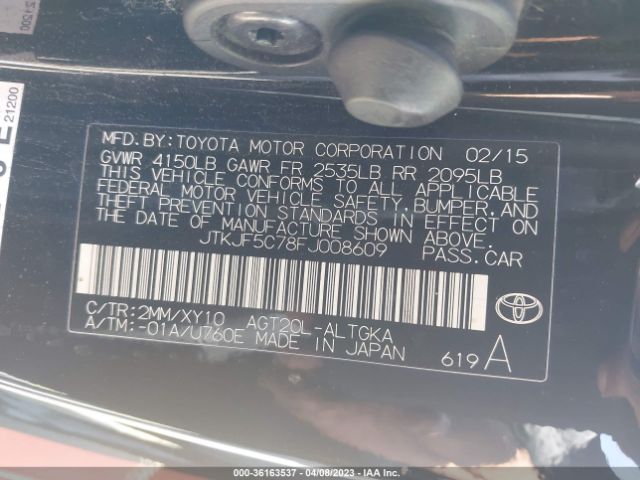 MFD. BY: TOYOTA MOTOR CORPORATION 02/15
GVWR 4150LB GAWR FR 2535LB RR 2095LB
THIS VEHICLE CONFORMS TO ALL APPLICABLE
FEDERAL MOTOR VEHICLE SAFETY, BUMPER, AND
THEFT PREVENTION STANDARDS IN EFFECT ON
THE DATE OF MANUFACTURE SHOWN ABOVE.
JTKJF5C78FJ008609 PASS. CAR
C/TR: 2MM/XY10 AGT20L-ALTGKA
A/TM: -01A/U760E MADE IN JAPAN
619A
21200
000-36163537 - 04/08/2023 - IAA Inc.